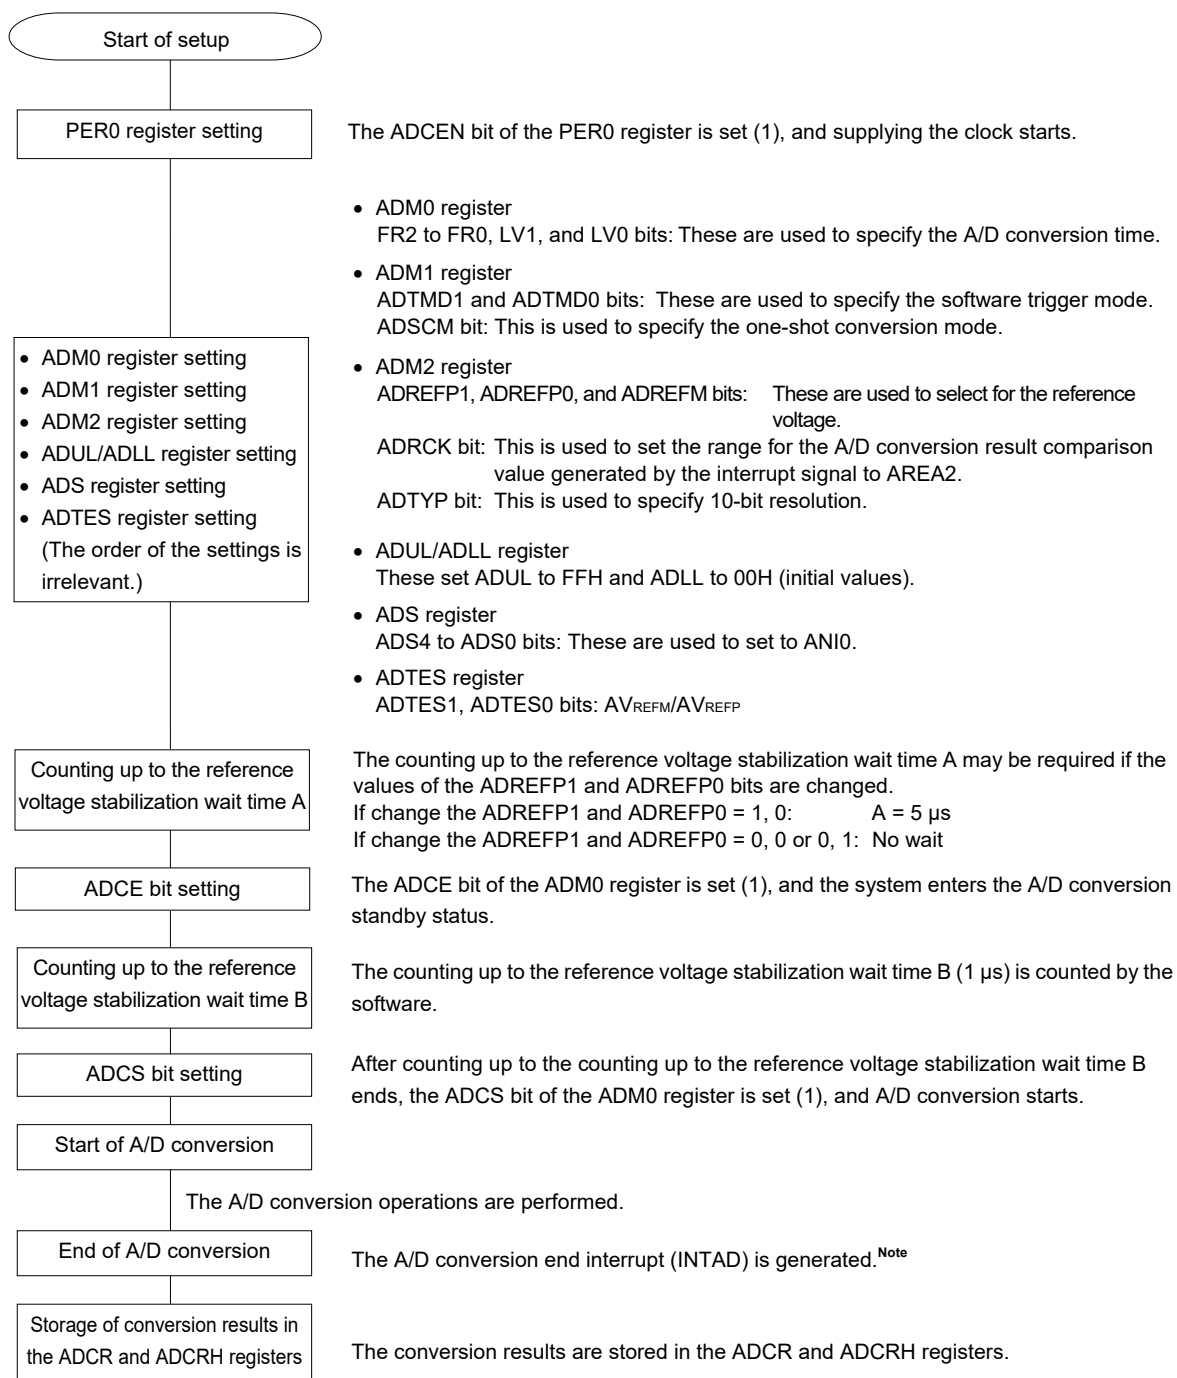 Start of setup
PER0 register setting
The ADCEN bit of the PER0 register is set (1), and supplying the clock starts.
• ADM0 register
FR2 to FR0, LV1, and LV0 bits: These are used to specify the A/D conversion time.
• ADM1 register
ADTMD1 and ADTMD0 bits: These are used to specify the software trigger mode.
ADSCM bit: This is used to specify the one-shot conversion mode.
• ADM2 register
ADREFP1, ADREFP0, and ADREFM bits: These are used to select for the reference
voltage.
ADRCK bit: This is used to set the range for the A/D conversion result comparison
value generated by the interrupt signal to AREA2.
ADTYP bit: This is used to specify 10-bit resolution.
• ADUL/ADLL register
These set ADUL to FFH and ADLL to 00H (initial values).
• ADS register
ADS4 to ADS0 bits: These are used to set to ANI0.
• ADTES register
ADTES1, ADTES0 bits: AVREFM/AVREFP
• ADM0 register setting
• ADM1 register setting
• ADM2 register setting
• ADUL/ADLL register setting
• ADS register setting
• ADTES register setting
(The order of the settings is
irrelevant.)
Counting up to the reference
voltage stabilization wait time A
The counting up to the reference voltage stabilization wait time A may be required if the
values of the ADREFP1 and ADREFP0 bits are changed.
If change the ADREFP1 and ADREFP0 = 1, 0: A = 5 µs
If change the ADREFP1 and ADREFP0 = 0, 0 or 0, 1: No wait
ADCE bit setting
The ADCE bit of the ADM0 register is set (1), and the system enters the A/D conversion
standby status.
Counting up to the reference
voltage stabilization wait time B
The counting up to the reference voltage stabilization wait time B (1 µs) is counted by the
software.
ADCS bit setting
After counting up to the counting up to the reference voltage stabilization wait time B
ends, the ADCS bit of the ADM0 register is set (1), and A/D conversion starts.
Start of A/D conversion
The A/D conversion operations are performed.
End of A/D conversion
The A/D conversion end interrupt (INTAD) is generated.Note
Storage of conversion results in
the ADCR and ADCRH registers
The conversion results are stored in the ADCR and ADCRH registers.